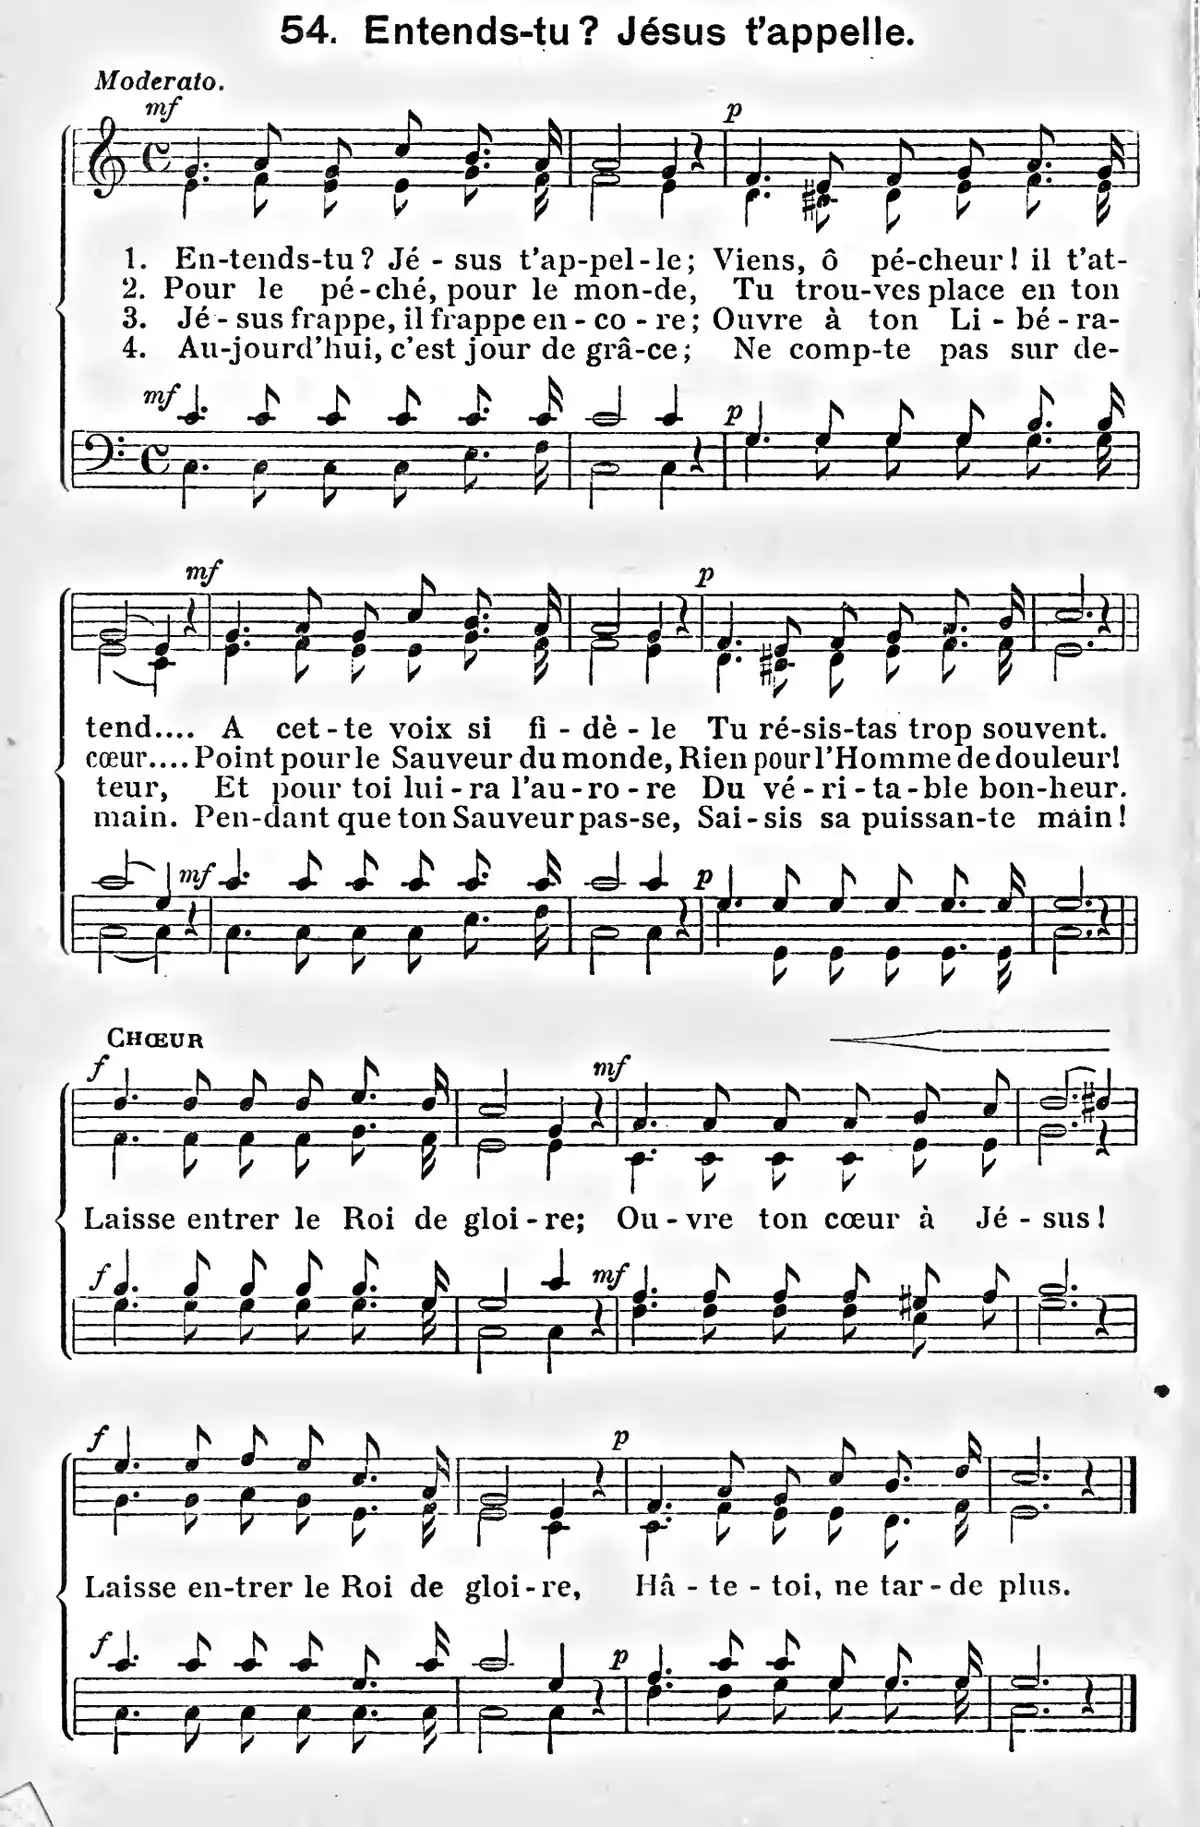 54. Entends-tu? Jésus t'appelle.
Moderato.
mf p
1. En-tends-tu? Jé - sus t'ap-pel-le; Viens, ô pé-cheur! il t'at-
2. Pour le pé-ché, pour le mon-de, Tu trou-ves place en ton
3. Jé - sus frappe, il frappe en - co - re; Ouvre à ton Li - bé - ra-
4. Au-jourd'hui, c'est jour de grâ-ce; Ne comp-te pas sur de-
mf p
mf p
tend.... A cet-te voix si fi - dè - le Tu ré-sis-tas trop souvent.
cœur.... Point pour le Sauveur du monde, Rien pour l'Homme de douleur!
teur, Et pour toi lui-ra l'au-ro-re Du vé-ri-ta-ble bon-heur.
main. Pen-dant que ton Sauveur pas-se, Sai-sis sa puissan-te main!
mf p
CHŒUR
f mf
Laisse entrer le Roi de gloi-re; Ou-vre ton cœur à Jé-sus!
f mf
f p
Laisse en-trer le Roi de gloi-re, Hâ - te - toi, ne tar-de plus.
f p